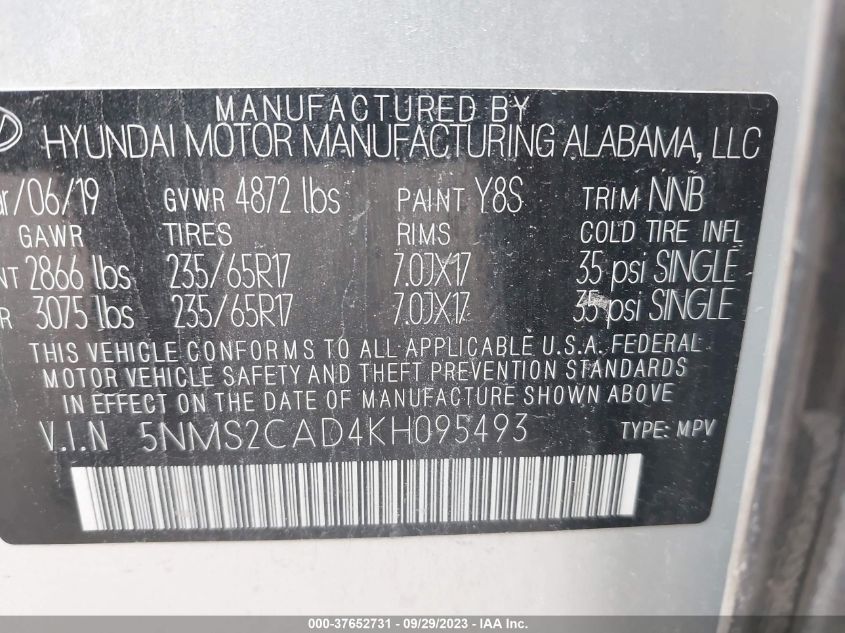 MANUFACTURED BY
HYUNDAI MOTOR MANUFACTURING ALABAMA, LLC
/06/19 GVWR 4872 lbs PAINT Y8S TRIM NNB
GAWR TIRES RIMS COLD TIRE INFL
2866 lbs 235/65R17 7.0JX17 35 psi SINGLE
3075 lbs 235/65R17 7.0JX17 35 psi SINGLE
THIS VEHICLE CONFORMS TO ALL APPLICABLE U.S.A. FEDERAL
MOTOR VEHICLE SAFETY AND THEFT PREVENTION STANDARDS
IN EFFECT ON THE DATE OF MANUFACTURE SHOWN ABOVE
V.I.N 5NMS2CAD4KH095493 TYPE: MPV
000-37652731 - 09/29/2023 - IAA Inc.